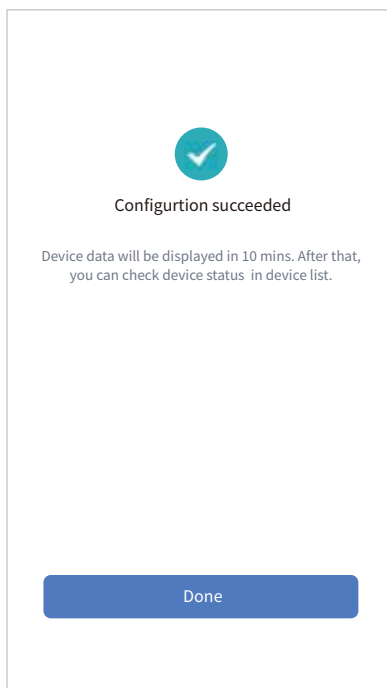 Configurtion succeeded
Device data will be displayed in 10 mins. After that,
you can check device status in device list.
Done